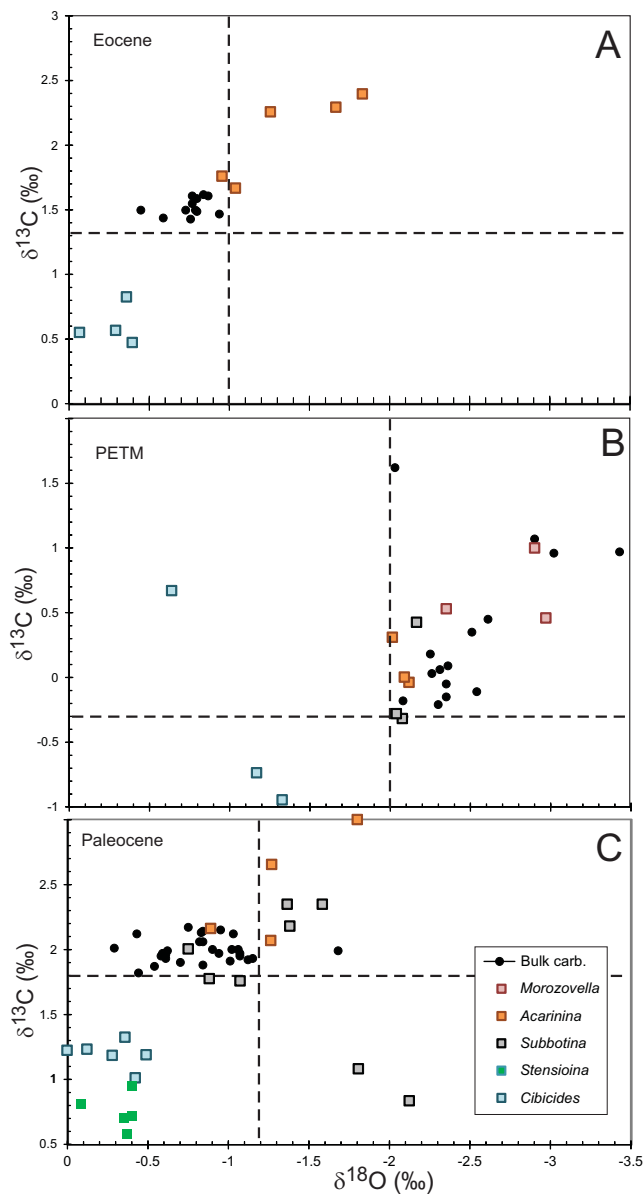 Eocene
A
3
2.5
2
1.5
1
0.5
0
δ13C (‰)
PETM
B
1.5
1
0.5
0
-0.5
-1
δ13C (‰)
Paleocene
C
2.5
2
1.5
1
0.5
δ13C (‰)
Bulk carb.
Morozovella
Acarinina
Subbotina
Stensioina
Cibicides
0 -0.5 -1 -1.5 -2 -2.5 -3 -3.5
δ18O (‰)